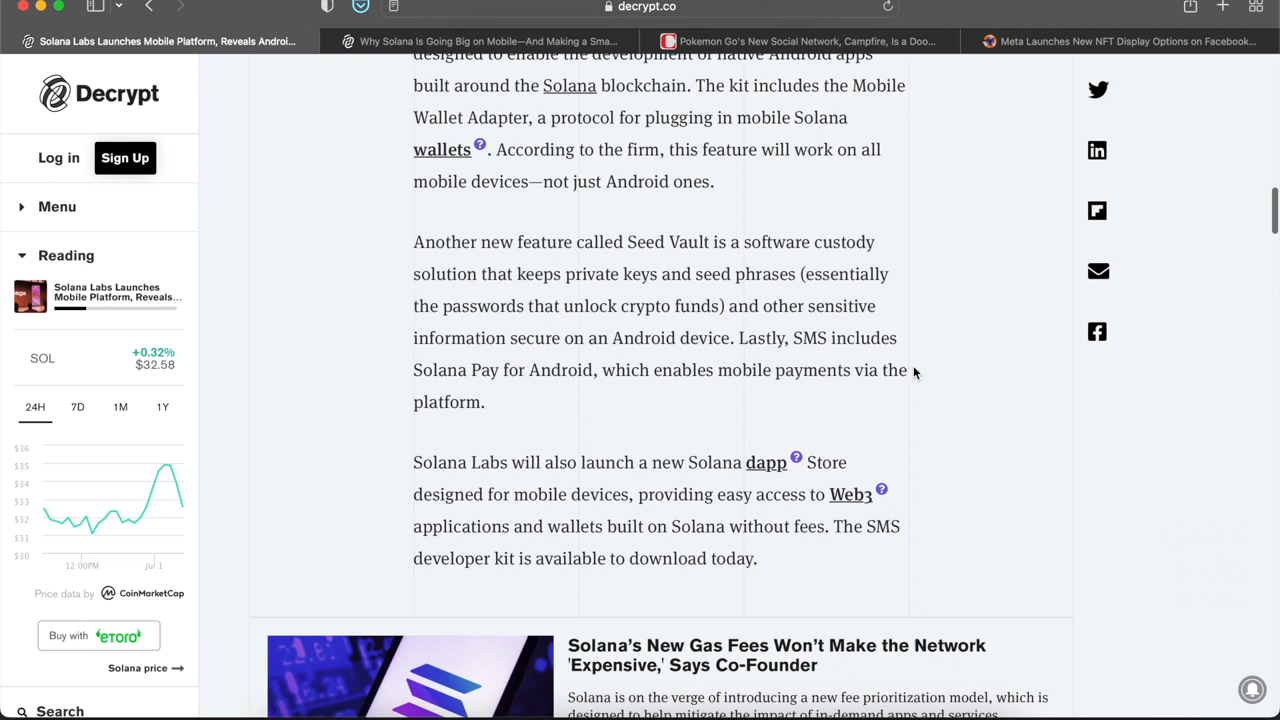 decrypt.co
Solana Labs Launches Mobile Platform, Reveals Androi...
Why Solana Is Going Big on Mobile—And Making a Sma...
Pokemon Go's New Social Network, Campfire, Is a Doo...
Meta Launches New NFT Display Options on Facebook...
Decrypt
Log in
Sign Up
Menu
Reading
Solana Labs Launches
Mobile Platform, Reveals...
SOL
+0.32%
$32.58
24H
7D
1M
1Y
$36
$35
$34
$33
$32
$31
$30
12:00PM
Jul 1
Price data by CoinMarketCap
Buy with etoro
Solana price
Search
designed to enable the development of native Android apps
built around the Solana blockchain. The kit includes the Mobile
Wallet Adapter, a protocol for plugging in mobile Solana
wallets ? . According to the firm, this feature will work on all
mobile devices—not just Android ones.
Another new feature called Seed Vault is a software custody
solution that keeps private keys and seed phrases (essentially
the passwords that unlock crypto funds) and other sensitive
information secure on an Android device. Lastly, SMS includes
Solana Pay for Android, which enables mobile payments via the
platform.
Solana Labs will also launch a new Solana dapp ? Store
designed for mobile devices, providing easy access to Web3 ?
applications and wallets built on Solana without fees. The SMS
developer kit is available to download today.
Solana's New Gas Fees Won't Make the Network
'Expensive,' Says Co-Founder
Solana is on the verge of introducing a new fee prioritization model, which is
designed to help mitigate the impact of in-demand apps and services